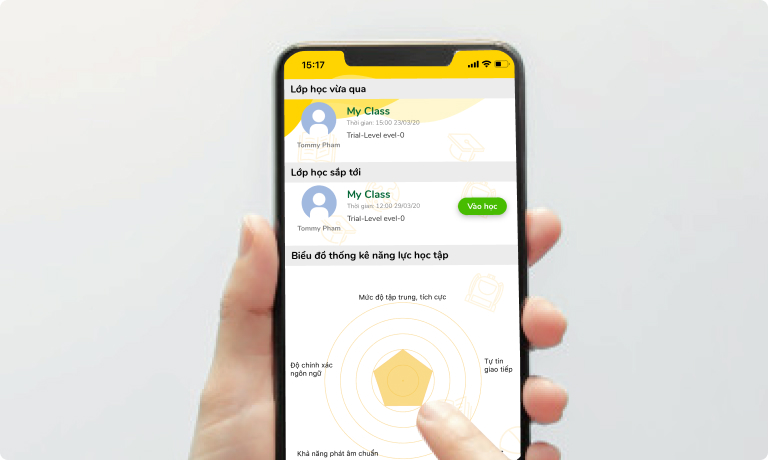 15:17
Lớp học vừa qua
My Class
Thời gian: 15:00 23/03/20
Trial-Level evel-0
Tommy Pham
Lớp học sắp tới
My Class
Thời gian: 12:00 29/03/20
Vào học
Trial-Level evel-0
Tommy Pham
Biểu đồ thống kê năng lực học tập
Mức độ tập trung, tích cực
Độ chính xác
ngôn ngữ
Tự tin
giao tiếp
Khả năng phát âm chuẩn